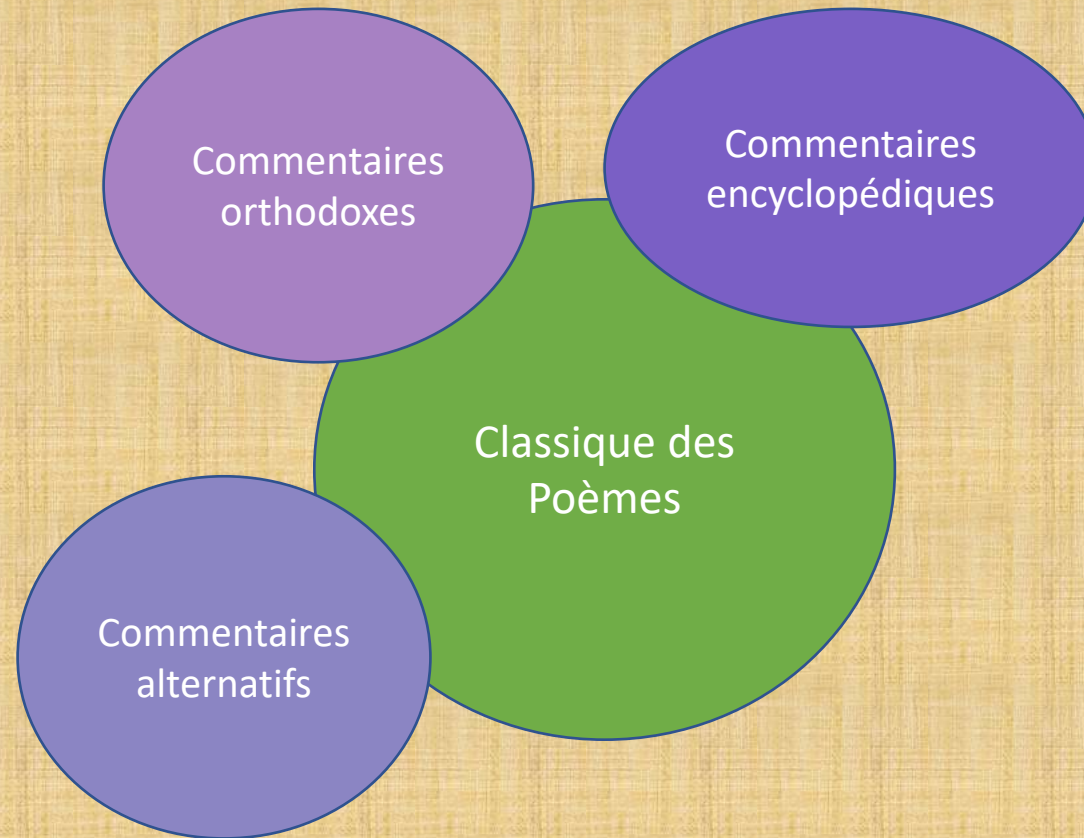 Commentaires
orthodoxes
Commentaires
encyclopédiques
Classique des
Poèmes
Commentaires
alternatifs